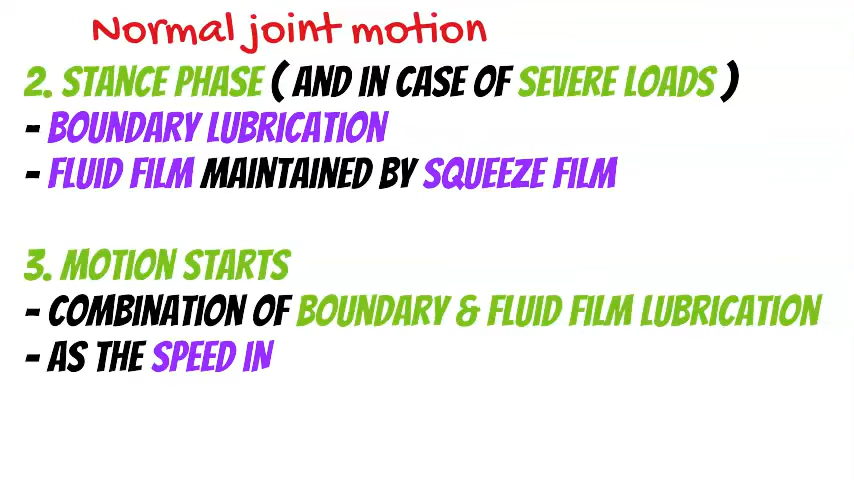 Normal joint motion
2. STANCE PHASE ( AND IN CASE OF SEVERE LOADS )
- BOUNDARY LUBRICATION
- FLUID FILM MAINTAINED BY SQUEEZE FILM
3. MOTION STARTS
- COMBINATION OF BOUNDARY & FLUID FILM LUBRICATION
- AS THE SPEED IN